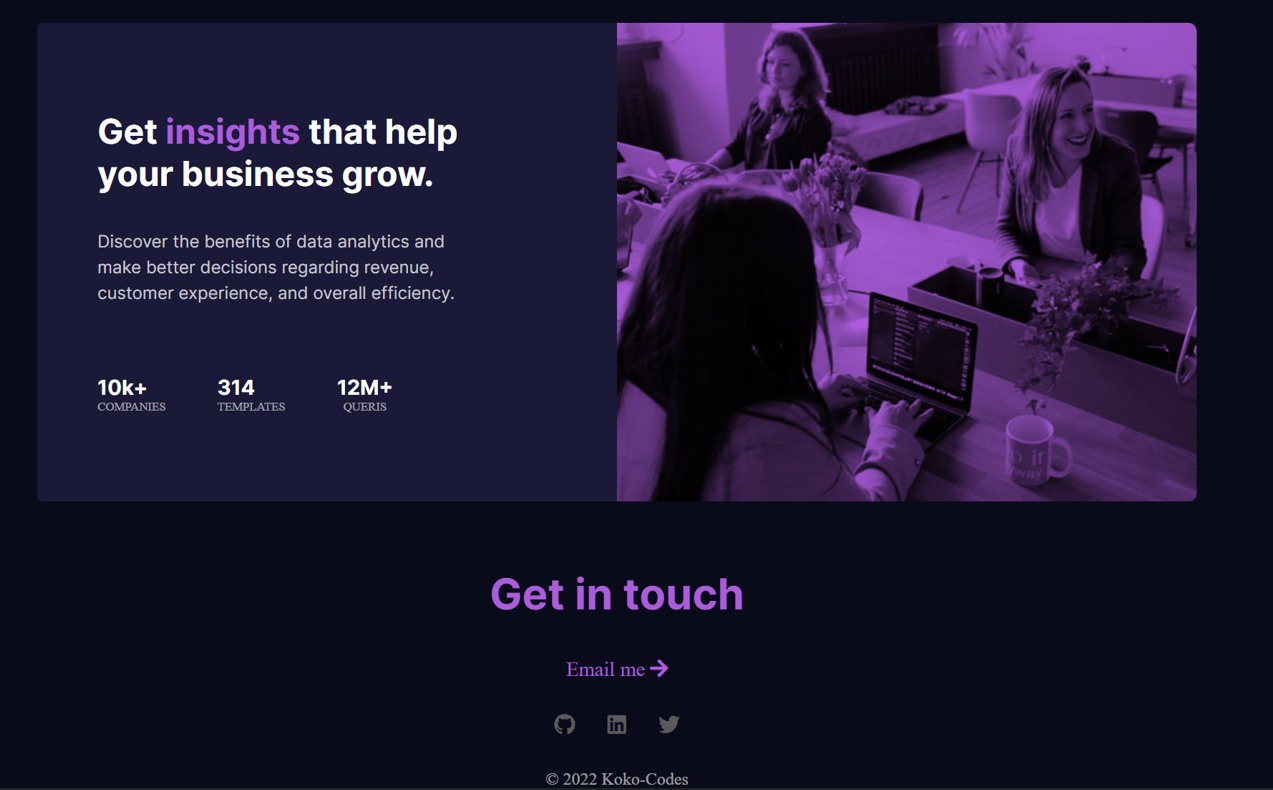 Get insights that help
your business grow.
Discover the benefits of data analytics and
make better decisions regarding revenue,
customer experience, and overall efficiency.
10k+ 314 12M+
COMPANIES TEMPLATES QUERIS
Get in touch
Email me
© 2022 Koko-Codes